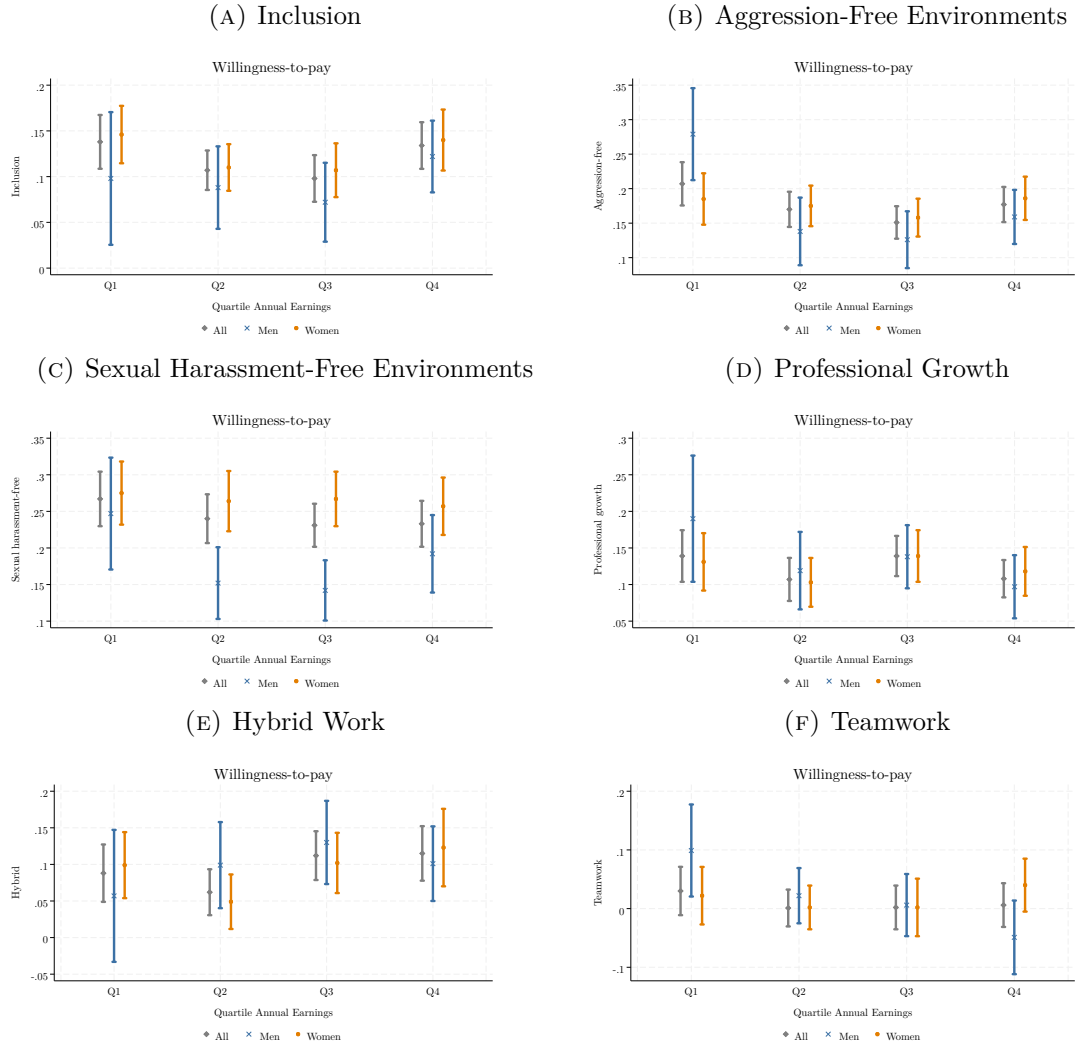 (A) Inclusion
Willingness-to-pay
Inclusion
.2
.15
.1
.05
0
Q1 Q2 Q3 Q4
Quartile Annual Earnings
All Men Women
(B) Aggression-Free Environments
Willingness-to-pay
Aggression-free
.35
.3
.25
.2
.15
.1
Q1 Q2 Q3 Q4
Quartile Annual Earnings
All Men Women
(C) Sexual Harassment-Free Environments
Willingness-to-pay
Sexual harassment-free
.35
.3
.25
.2
.15
.1
Q1 Q2 Q3 Q4
Quartile Annual Earnings
All Men Women
(D) Professional Growth
Willingness-to-pay
Professional growth
.3
.25
.2
.15
.1
.05
Q1 Q2 Q3 Q4
Quartile Annual Earnings
All Men Women
(E) Hybrid Work
Willingness-to-pay
Hybrid
.2
.15
.1
.05
0
-.05
Q1 Q2 Q3 Q4
Quartile Annual Earnings
All Men Women
(F) Teamwork
Willingness-to-pay
Teamwork
.2
.1
0
-.1
Q1 Q2 Q3 Q4
Quartile Annual Earnings
All Men Women